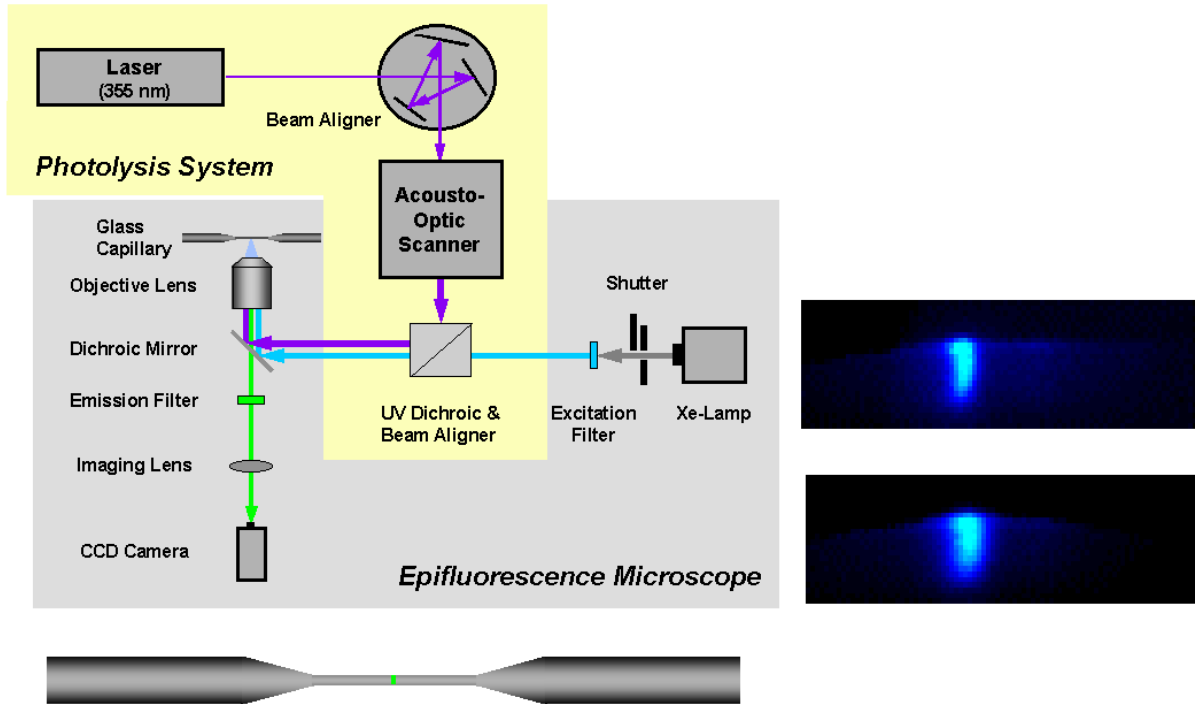 Laser
(355 nm)
Beam Aligner
Photolysis System
Acousto-
Optic
Scanner
Glass
Capillary
Objective Lens
Shutter
Dichroic Mirror
Emission Filter
UV Dichroic &
Beam Aligner
Excitation
Filter
Xe-Lamp
Imaging Lens
CCD Camera
Epifluorescence Microscope